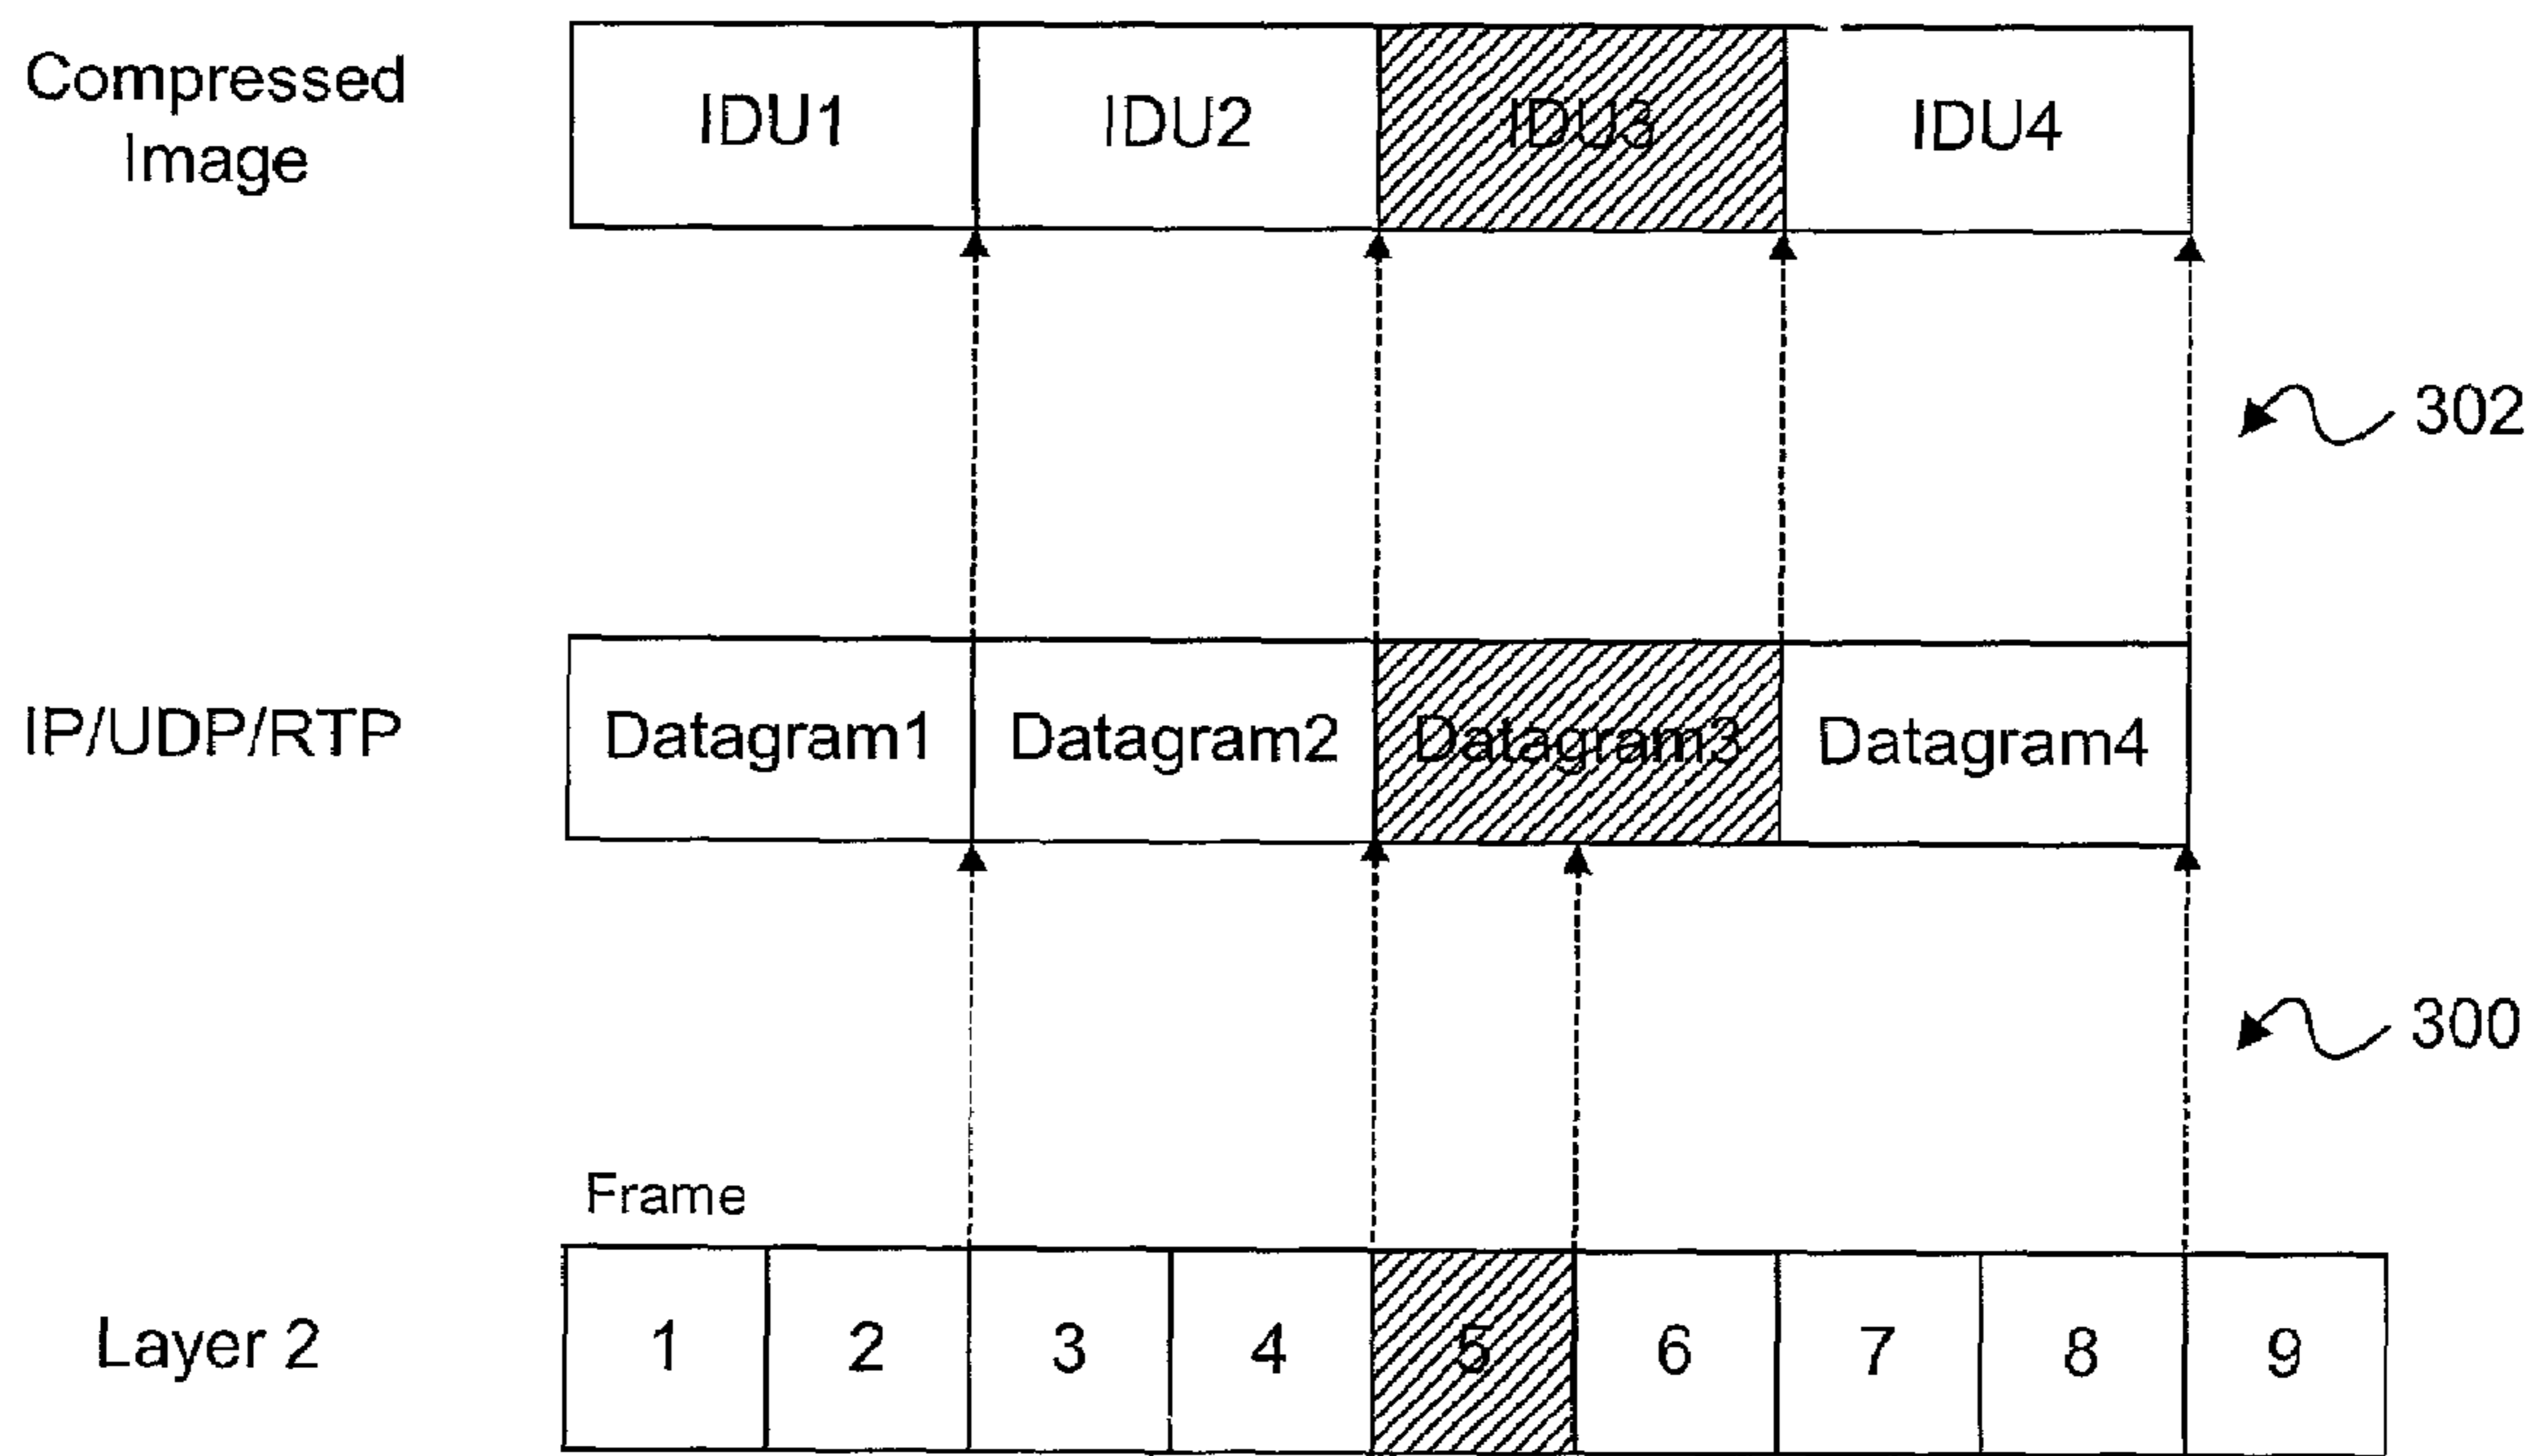 Compressed
Image
IDU1 IDU2 IDU3 IDU4
302
IP/UDP/RTP
Datagram1 Datagram2 Datagram3 Datagram4
300
Frame
Layer 2
1 2 3 4 5 6 7 8 9